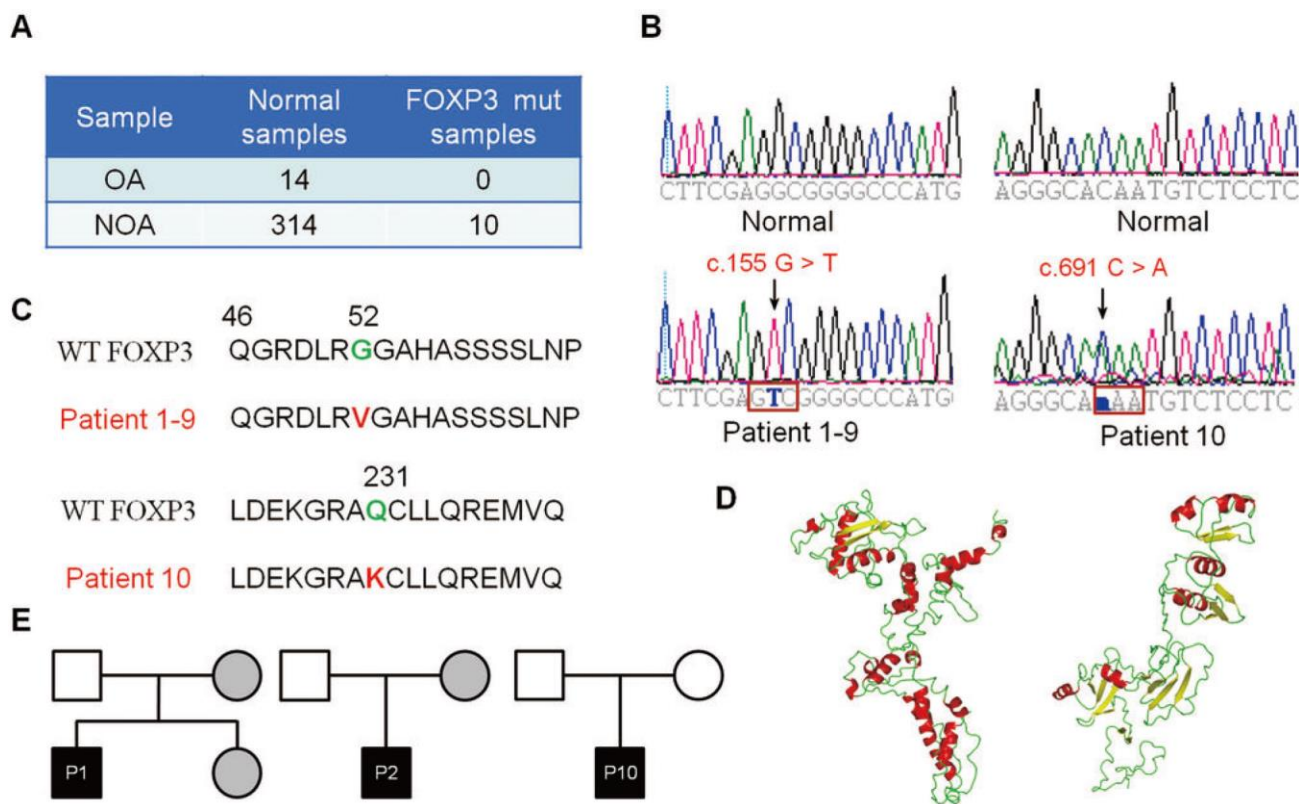 A
Sample Normal samples FOXP3 mut samples
OA 14 0
NOA 314 10
B
CTTCGAGGCGGGGCCCATG
Normal
AGGGCACAATGTCTCCTC
Normal
c.155 G > T
CTTCGAGTCGGGGCCCATG
Patient 1-9
c.691 C > A
AGGGCA AATGTCTCCTC
Patient 10
C
46 52
WT FOXP3 QGRDLRGGAHASSSSLNP
Patient 1-9 QGRDLRVGAHASSSSLNP
231
WT FOXP3 LDEKGRAQCLLQREMVQ
Patient 10 LDEKGRAKCLLQREMVQ
D
E
P1
P2
P10